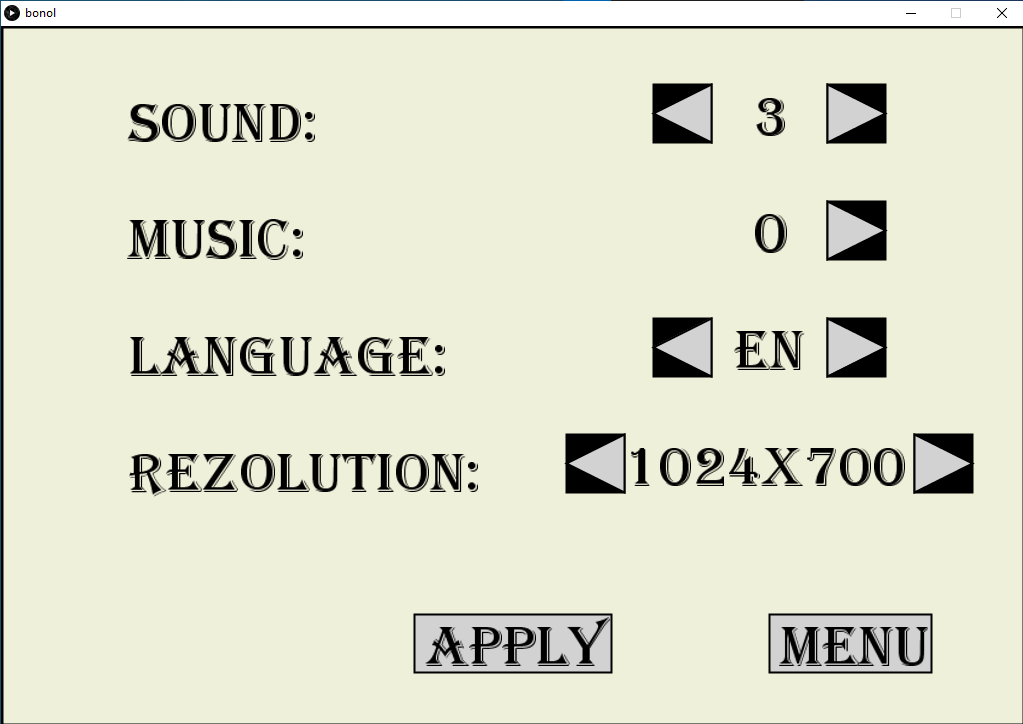 bonol
SOUND: 3
MUSIC: 0
LANGUAGE: EN
REZOLUTION: 1024X700
APPLY MENU